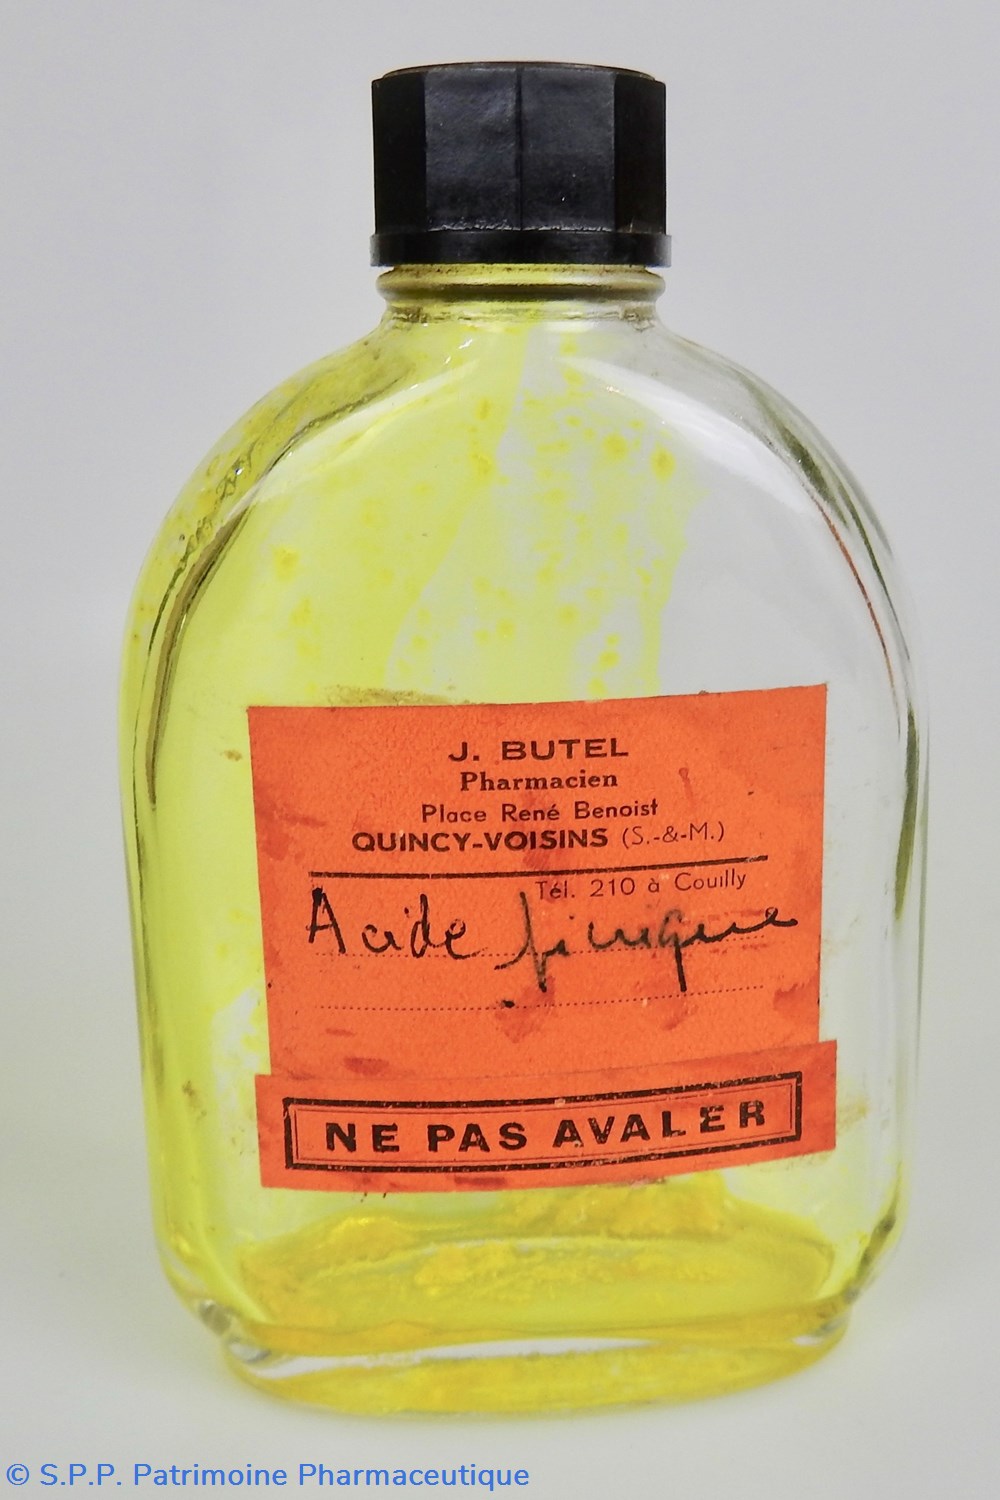 J. BUTEL
Pharmacien
Place René Benoist
QUINCY-VOISINS (S.-&-M.)
Tél. 210 à Couilly
Acide picrique
NE PAS AVALER
© S.P.P. Patrimoine Pharmaceutique